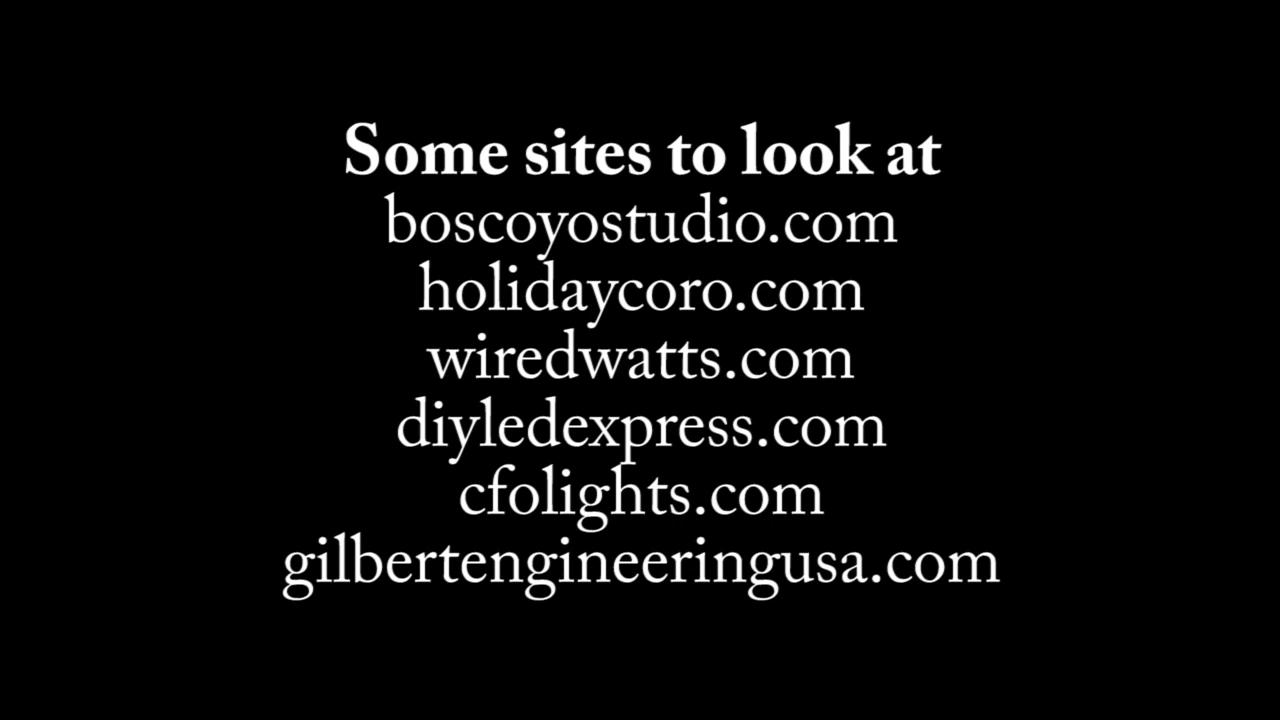 Some sites to look at
boscoyostudio.com
holidaycoro.com
wiredwatts.com
diyledexpress.com
cfolights.com
gilbertengineeringusa.com